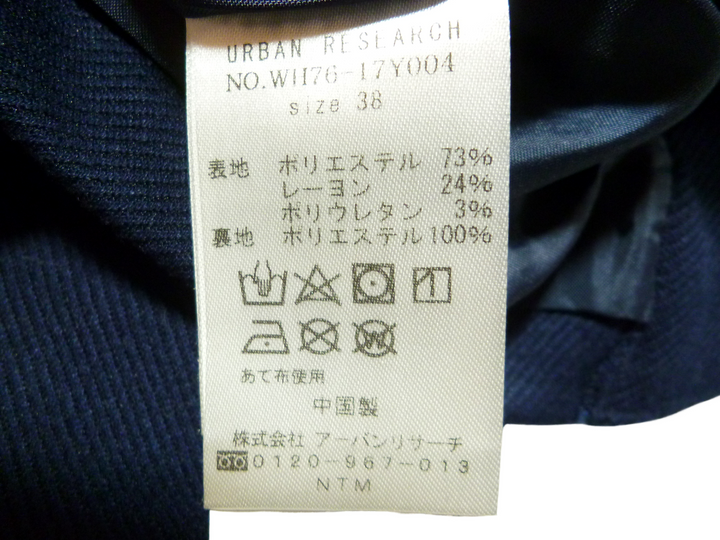 URBAN RESEARCH
NO.WH76-17Y004
size 38
表地 ポリエステル 73%
レーヨン 24%
ポリウレタン 3%
裏地 ポリエステル 100%
W
あて布使用
中国製
株式会社 アーバンリサーチ
0120-967-013
NTM